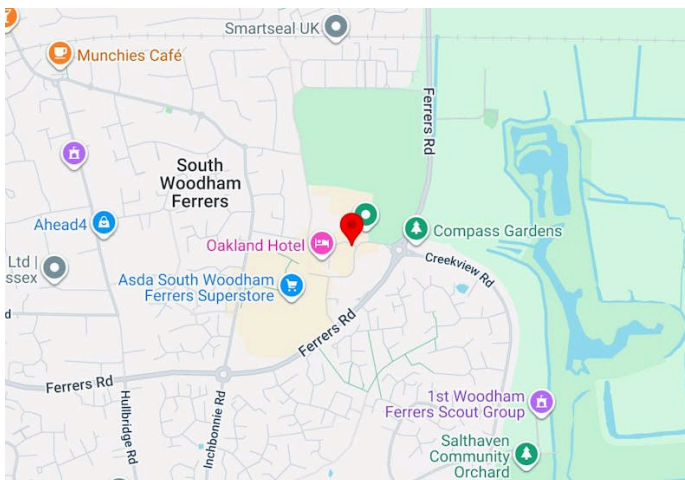 Smartseal UK
Munchies Café
Ferrers Rd
South
Woodham
Ferrers
Ahead4
Oakland Hotel
Compass Gardens
Ltd |
ssex
Creekview Rd
Asda South Woodham
Ferrers Superstore
d
Ferrers Rd
Ferrers Rd
Hullbridge Rd
Inchbonnie Rd
1st Woodham
Ferrers Scout Group
Salthaven
Community
Orchard